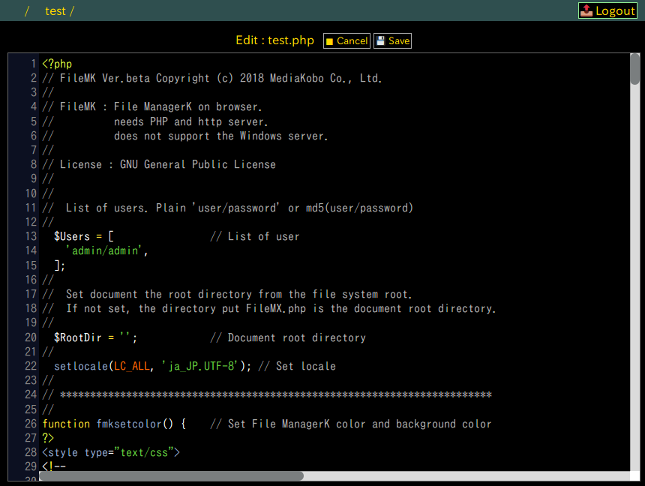 / test / Logout
Edit : test.php Cancel Save
1 <?php
2 // FileMK Ver.beta Copyright (c) 2018 MediaKobo Co., Ltd.
3 //
4 // FileMK : File ManagerK on browser.
5 //          needs PHP and http server.
6 //          does not support the Windows server.
7 //
8 // License : GNU General Public License
9 //
10 //
11 //  List of users. Plain 'user/password' or md5(user/password)
12 //
13   $Users = [                // List of user
14     'admin/admin',
15   ];
16 //
17 //  Set document the root directory from the file system root.
18 //  If not set, the directory put FileMX.php is the document root directory.
19 //
20   $RootDir = '';            // Document root directory
21 //
22   setlocale(LC_ALL, 'ja_JP.UTF-8'); // Set locale
23 //
24 // ************************************************************************
25 //
26 function fmksetcolor() {    // Set File ManagerK color and background color
27 ?>
28 <style type="text/css">
29 <!--
30